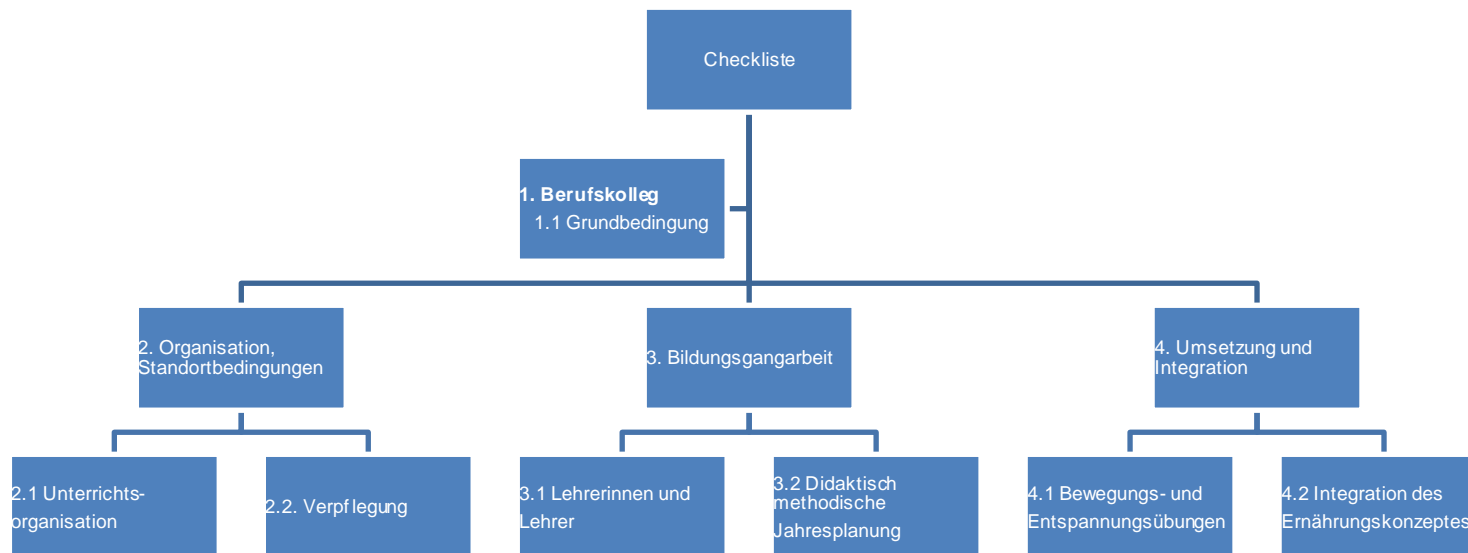 Checkliste
1. Berufskolleg
1.1 Grundbedingung
2. Organisation,
Standortbedingungen
3. Bildungsgangarbeit
4. Umsetzung und
Integration
2.1 Unterrichts-
organisation
2.2. Verpflegung
3.1 Lehrerinnen und
Lehrer
3.2 Didaktisch
methodische
Jahresplanung
4.1 Bewegungs- und
Entspannungsübungen
4.2 Integration des
Ernährungskonzeptes